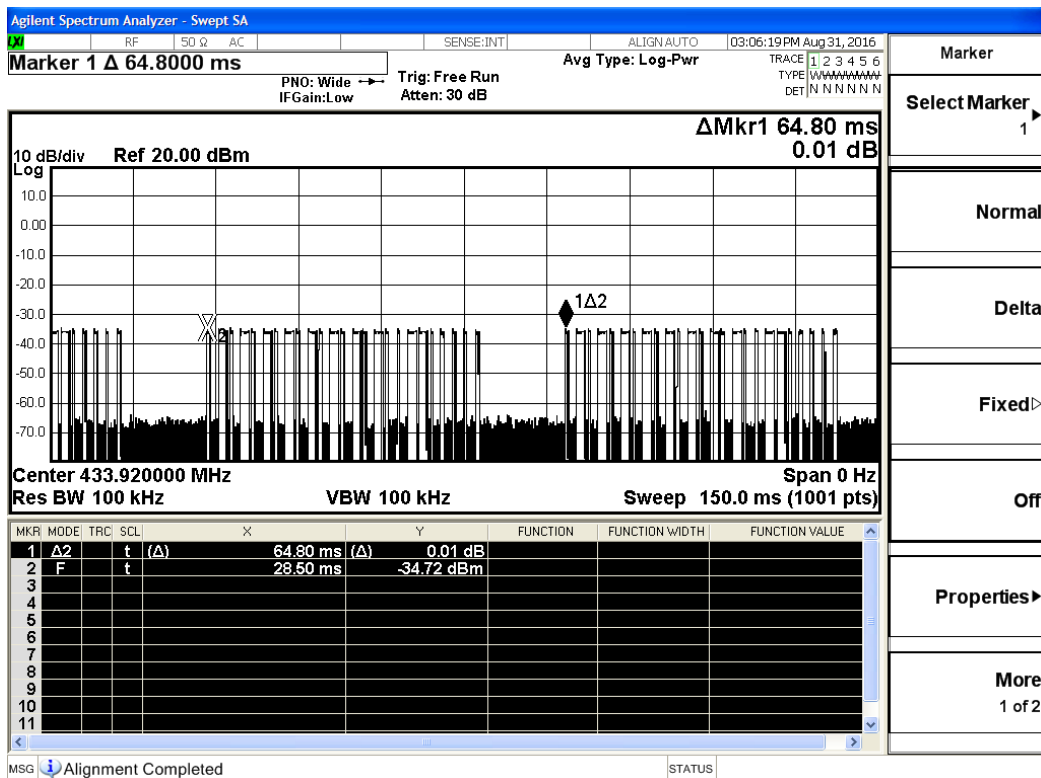 Agilent Spectrum Analyzer - Swept SA
LXI RF 50 Ω AC SENSE:INT ALIGN AUTO 03:06:19 PM Aug 31, 2016
Marker 1 Δ 64.8000 ms
PNO: Wide
IFGain:Low
Trig: Free Run
Atten: 30 dB
Avg Type: Log-Pwr
TRACE 1 2 3 4 5 6
TYPE WWWWWW
DET N N N N N N
ΔMkr1 64.80 ms
0.01 dB
10 dB/div Ref 20.00 dBm
Log
10.0
0.00
-10.0
-20.0
-30.0
-40.0
-50.0
-60.0
-70.0
1Δ2
2
Center 433.920000 MHz Span 0 Hz
Res BW 100 kHz VBW 100 kHz Sweep 150.0 ms (1001 pts)
MKR MODE TRC SCL X Y FUNCTION FUNCTION WIDTH FUNCTION VALUE
1 Δ2 t (Δ) 64.80 ms (Δ) 0.01 dB
2 F t 28.50 ms -34.72 dBm
3
4
5
6
7
8
9
10
11
MSG Alignment Completed STATUS
Marker
Select Marker
1
Normal
Delta
Fixed
Off
Properties
More
1 of 2